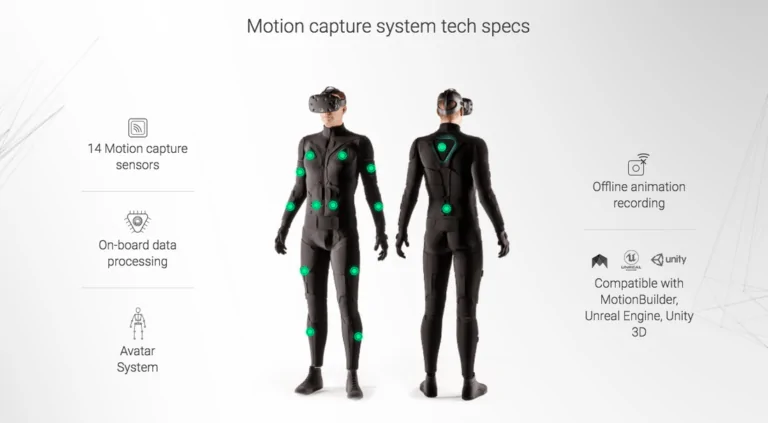 Motion capture system tech specs
14 Motion capture
sensors
On-board data
processing
Avatar
System
Offline animation
recording
UNREAL
unity
Compatible with
MotionBuilder,
Unreal Engine, Unity
3D